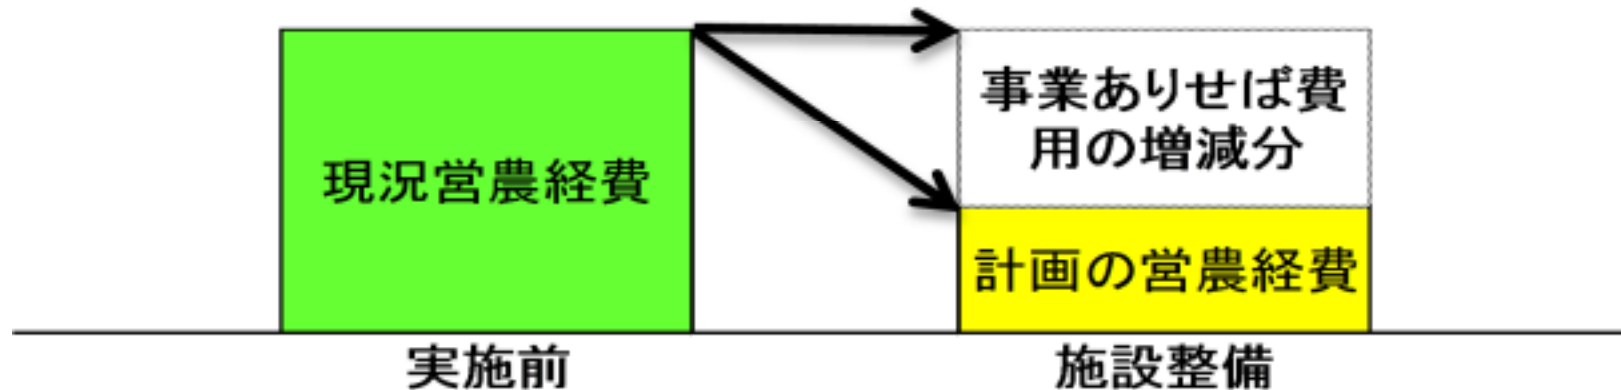 現況営農経費
事業ありせば費
用の増減分
計画の営農経費
実施前
施設整備